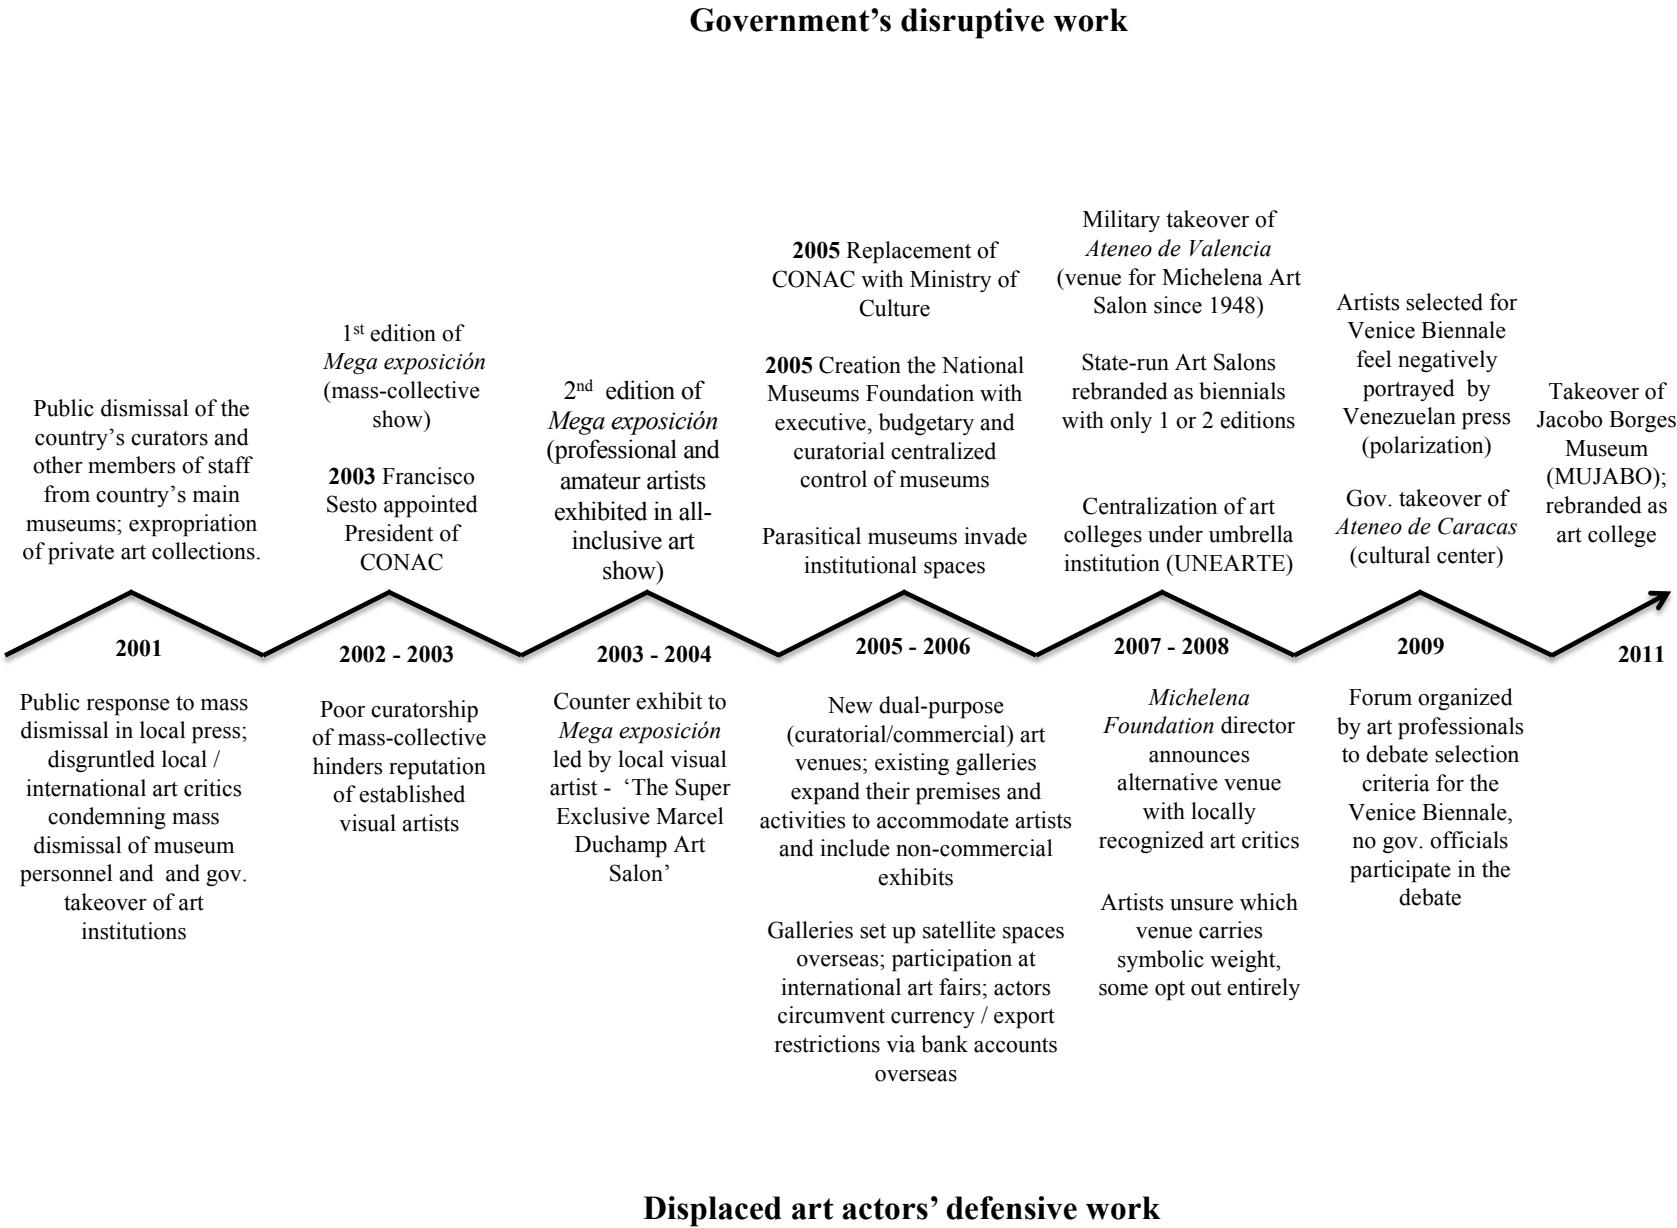 Government’s disruptive work
Public dismissal of the
country’s curators and
other members of staff
from country’s main
museums; expropriation
of private art collections.
1st edition of
Mega exposición
(mass-collective
show)
2003 Francisco
Sesto appointed
President of
CONAC
2nd edition of
Mega exposición
(professional and
amateur artists
exhibited in all-
inclusive art
show)
2005 Replacement of
CONAC with Ministry of
Culture
2005 Creation the National
Museums Foundation with
executive, budgetary and
curatorial centralized
control of museums
Parasitical museums invade
institutional spaces
Military takeover of
Ateneo de Valencia
(venue for Michelena Art
Salon since 1948)
State-run Art Salons
rebranded as biennials
with only 1 or 2 editions
Centralization of art
colleges under umbrella
institution (UNEARTE)
Artists selected for
Venice Biennale
feel negatively
portrayed by
Venezuelan press
(polarization)
Gov. takeover of
Ateneo de Caracas
(cultural center)
Takeover of
Jacobo Borges
Museum
(MUJABO);
rebranded as
art college
2001
2002 - 2003
2003 - 2004
2005 - 2006
2007 - 2008
2009
2011
Public response to mass
dismissal in local press;
disgruntled local /
international art critics
condemning mass
dismissal of museum
personnel and and gov.
takeover of art
institutions
Poor curatorship
of mass-collective
hinders reputation
of established
visual artists
Counter exhibit to
Mega exposición
led by local visual
artist - ‘The Super
Exclusive Marcel
Duchamp Art
Salon’
New dual-purpose
(curatorial/commercial) art
venues; existing galleries
expand their premises and
activities to accommodate artists
and include non-commercial
exhibits
Galleries set up satellite spaces
overseas; participation at
international art fairs; actors
circumvent currency / export
restrictions via bank accounts
overseas
Michelena
Foundation director
announces
alternative venue
with locally
recognized art critics
Artists unsure which
venue carries
symbolic weight,
some opt out entirely
Forum organized
by art professionals
to debate selection
criteria for the
Venice Biennale,
no gov. officials
participate in the
debate
Displaced art actors’ defensive work